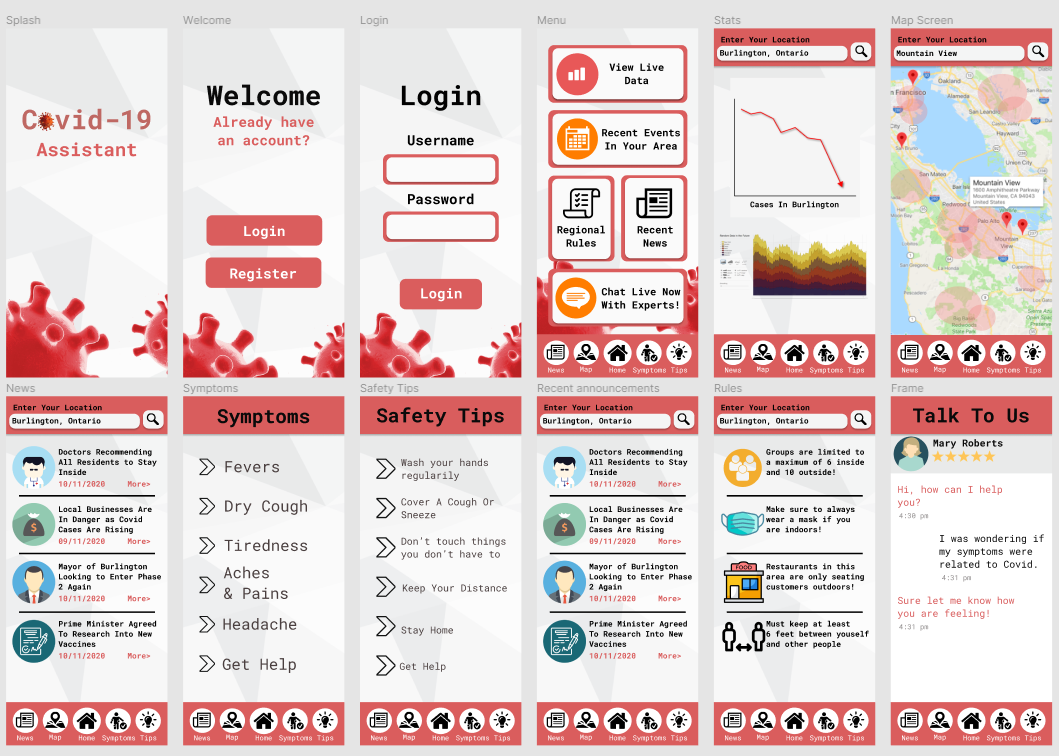 Splash
Covid-19
Assistant
Welcome
Welcome
Already have
an account?
Login
Register
Login
Login
Username
Password
Login
Menu
View Live
Data
Recent Events
In Your Area
Regional
Rules
Recent
News
Chat Live Now
With Experts!
News
Map
Home
Symptoms
Tips
Stats
Enter Your Location
Burlington, Ontario
Cases In Burlington
News
Map
Home
Symptoms
Tips
Map Screen
Enter Your Location
Mountain View
Oakland
n Francisco
Alameda
San Leandro
Hayward
Union City
San Mateo
Mountain View
1600 Amphitheatre Parkway
Mountain View, CA 94043
United States
Redwood
Palo Alto
Mountain
View
News
Map
Home
Symptoms
Tips
News
Enter Your Location
Burlington, Ontario
Doctors Recommending
All Residents to Stay
Inside
10/11/2020 More>
Local Businesses Are
In Danger as Covid
Cases Are Rising
09/11/2020 More>
Mayor of Burlington
Looking to Enter Phase
2 Again
10/11/2020 More>
Prime Minister Agreed
To Research Into New
Vaccines
10/11/2020 More>
News
Map
Home
Symptoms
Tips
Symptoms
Symptoms
Fevers
Dry Cough
Tiredness
Aches
& Pains
Headache
Get Help
News
Map
Home
Symptoms
Tips
Safety Tips
Safety Tips
Wash your hands
regularily
Cover A Cough Or
Sneeze
Don't touch things
you don't have to
Keep Your Distance
Stay Home
Get Help
News
Map
Home
Symptoms
Tips
Recent announcements
Enter Your Location
Burlington, Ontario
Doctors Recommending
All Residents to Stay
Inside
10/11/2020 More>
Local Businesses Are
In Danger as Covid
Cases Are Rising
09/11/2020 More>
Mayor of Burlington
Looking to Enter Phase
2 Again
10/11/2020 More>
Prime Minister Agreed
To Research Into New
Vaccines
10/11/2020 More>
News
Map
Home
Symptoms
Tips
Rules
Enter Your Location
Burlington, Ontario
Groups are limited to
a maximum of 6 inside
and 10 outside!
Make sure to always
wear a mask if you
are indoors!
FOOD
Restaurants in this
area are only seating
customers outdoors!
Must keep at least
6 feet between youself
and other people
News
Map
Home
Symptoms
Tips
Frame
Talk To Us
Mary Roberts
Hi, how can I help
you?
4:30 pm
I was wondering if
my symptoms were
related to Covid.
4:31 pm
Sure let me know how
you are feeling!
4:31 pm
News
Map
Home
Symptoms
Tips